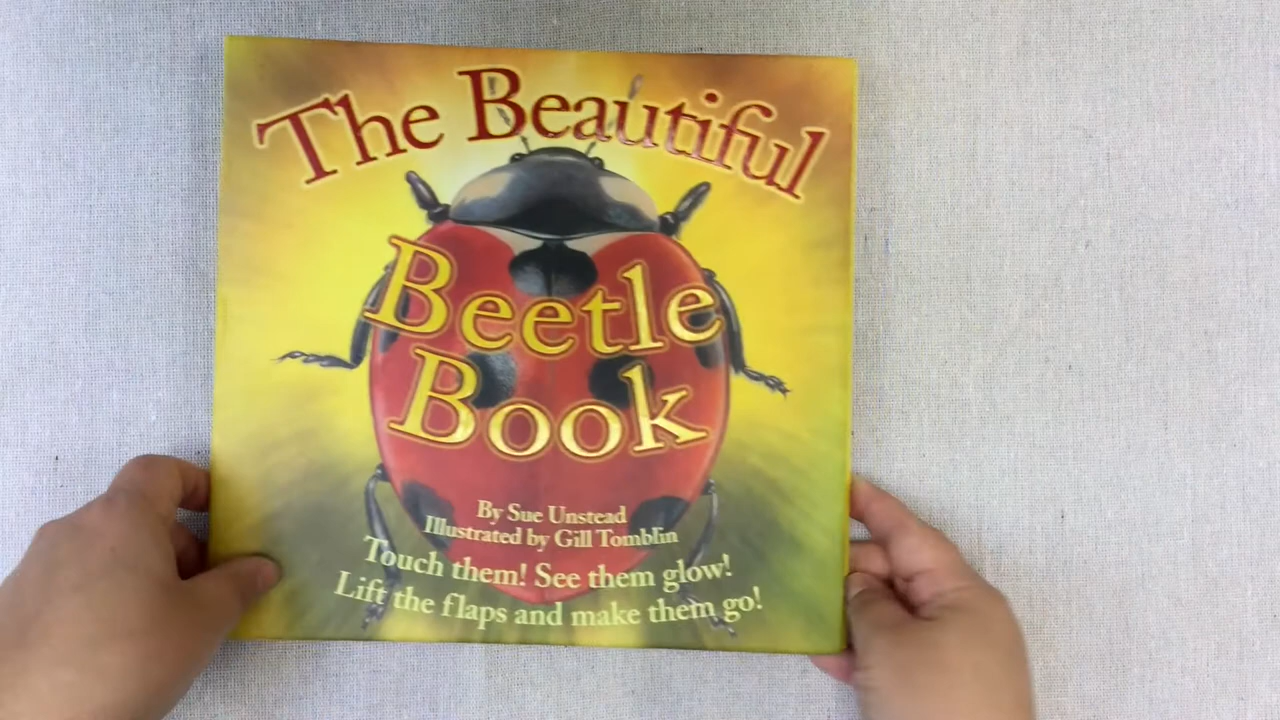 The Beautiful
Beetle
Book
By Sue Unstead
Illustrated by Gill Tomblin
Touch them! See them glow!
Lift the flaps and make them go!